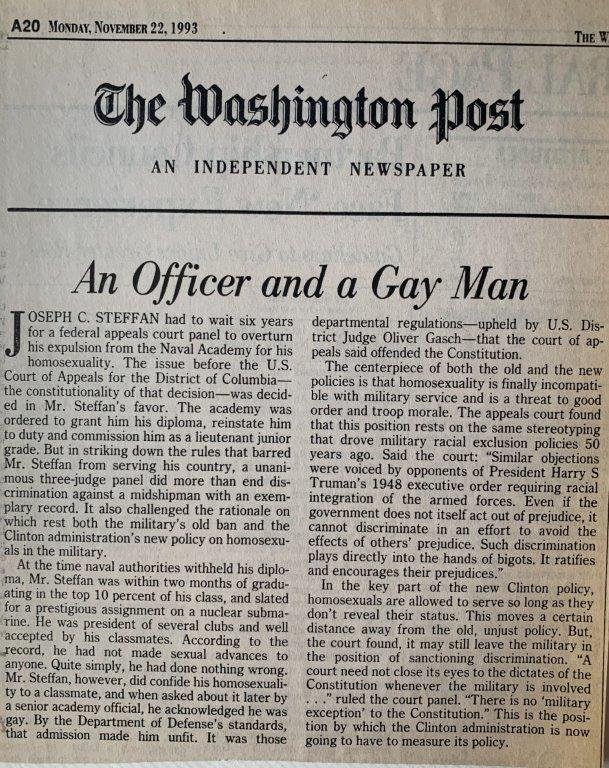 A20 MONDAY, NOVEMBER 22, 1993
THE W
The Washington Post
AN INDEPENDENT NEWSPAPER
An Officer and a Gay Man
JOSEPH C. STEFFAN had to wait six years
for a federal appeals court panel to overturn
his expulsion from the Naval Academy for his
homosexuality. The issue before the U.S.
Court of Appeals for the District of Columbia—
the constitutionality of that decision—was decid-
ed in Mr. Steffan's favor. The academy was
ordered to grant him his diploma, reinstate him
to duty and commission him as a lieutenant junior
grade. But in striking down the rules that barred
Mr. Steffan from serving his country, a unani-
mous three-judge panel did more than end dis-
crimination against a midshipman with an exem-
plary record. It also challenged the rationale on
which rest both the military's old ban and the
Clinton administration's new policy on homosexu-
als in the military.
At the time naval authorities withheld his diplo-
ma, Mr. Steffan was within two months of gradu-
ating in the top 10 percent of his class, and slated
for a prestigious assignment on a nuclear subma-
rine. He was president of several clubs and well
accepted by his classmates. According to the
record, he had not made sexual advances to
anyone. Quite simply, he had done nothing wrong.
Mr. Steffan, however, did confide his homosexuali-
ty to a classmate, and when asked about it later by
a senior academy official, he acknowledged he was
gay. By the Department of Defense's standards,
that admission made him unfit. It was those
departmental regulations—upheld by U.S. Dis-
trict Judge Oliver Gasch—that the court of ap-
peals said offended the Constitution.
The centerpiece of both the old and the new
policies is that homosexuality is finally incompati-
ble with military service and is a threat to good
order and troop morale. The appeals court found
that this position rests on the same stereotyping
that drove military racial exclusion policies 50
years ago. Said the court: "Similar objections
were voiced by opponents of President Harry S
Truman's 1948 executive order requiring racial
integration of the armed forces. Even if the
government does not itself act out of prejudice, it
cannot discriminate in an effort to avoid the
effects of others' prejudice. Such discrimination
plays directly into the hands of bigots. It ratifies
and encourages their prejudices."
In the key part of the new Clinton policy,
homosexuals are allowed to serve so long as they
don't reveal their status. This moves a certain
distance away from the old, unjust policy. But,
the court found, it may still leave the military in
the position of sanctioning discrimination. "A
court need not close its eyes to the dictates of the
Constitution whenever the military is involved
. . ." ruled the court panel. "There is no 'military
exception' to the Constitution." This is the posi-
tion by which the Clinton administration is now
going to have to measure its policy.